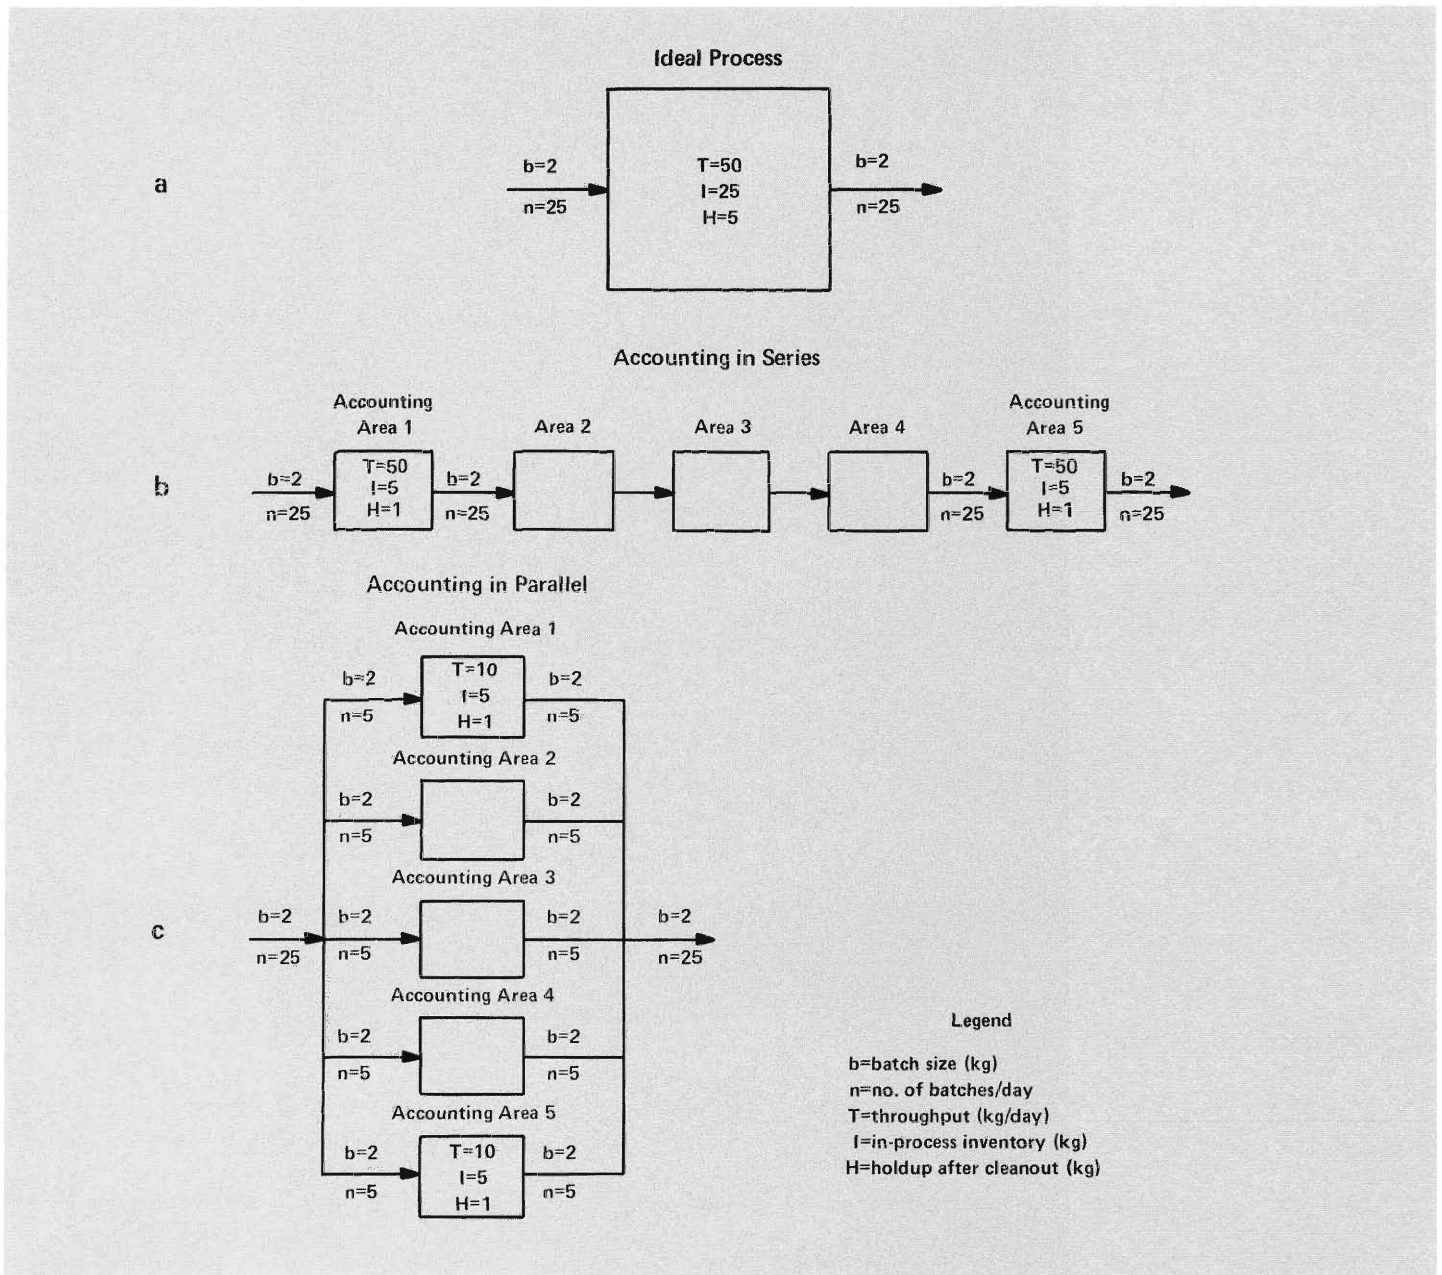 Ideal Process
a
b=2
n=25
T=50
I=25
H=5
b=2
n=25
Accounting in Series
b
Accounting
Area 1
Area 2
Area 3
Area 4
Accounting
Area 5
b=2
n=25
T=50
I=5
H=1
b=2
n=25
b=2
n=25
T=50
I=5
H=1
b=2
n=25
Accounting in Parallel
c
b=2
n=25
Accounting Area 1
b=2
n=5
T=10
I=5
H=1
b=2
n=5
Accounting Area 2
b=2
n=5
b=2
n=5
Accounting Area 3
b=2
n=5
b=2
n=5
b=2
n=25
Accounting Area 4
b=2
n=5
b=2
n=5
Accounting Area 5
b=2
n=5
T=10
I=5
H=1
b=2
n=5
Legend
b=batch size (kg)
n=no. of batches/day
T=throughput (kg/day)
I=in-process inventory (kg)
H=holdup after cleanout (kg)